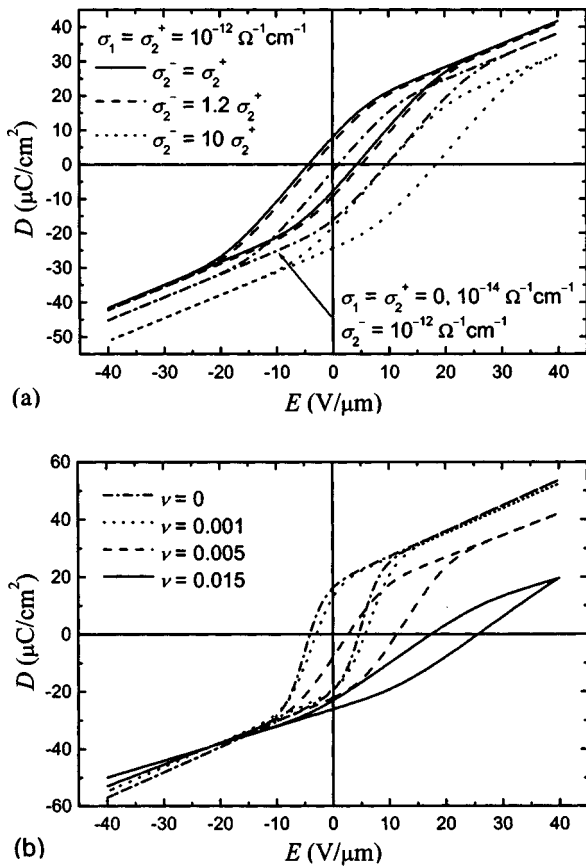 40
30
20
10
0
-10
-20
-30
-40
-50
D (μC/cm²)
σ₁ = σ₂⁺ = 10⁻¹² Ω⁻¹cm⁻¹
σ₂⁻ = σ₂⁺
σ₂⁻ = 1.2 σ₂⁺
σ₂⁻ = 10 σ₂⁺
σ₁ = σ₂⁺ = 0, 10⁻¹⁴ Ω⁻¹cm⁻¹
σ₂⁻ = 10⁻¹² Ω⁻¹cm⁻¹
-40 -30 -20 -10 0 10 20 30 40
(a)
E (V/μm)
60
40
20
0
-20
-40
-60
D (μC/cm²)
ν = 0
ν = 0.001
ν = 0.005
ν = 0.015
-40 -30 -20 -10 0 10 20 30 40
(b)
E (V/μm)